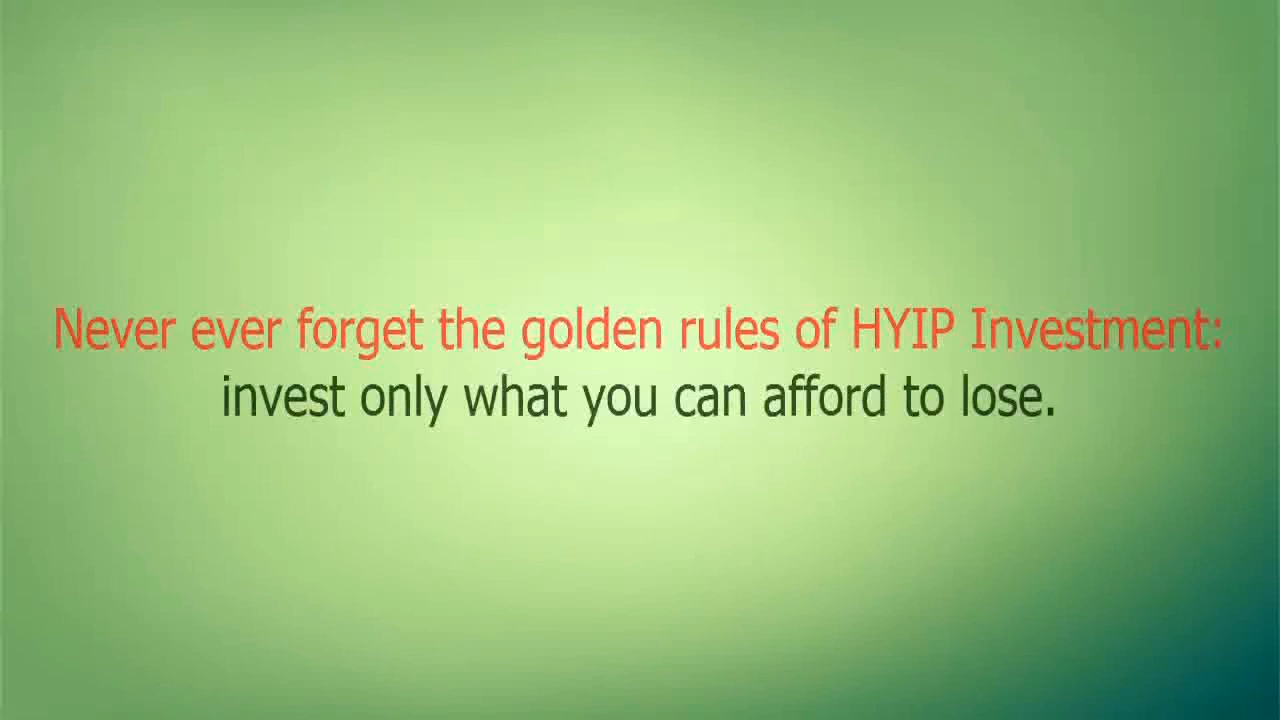 Never ever forget the golden rules of HYIP Investment:
invest only what you can afford to lose.